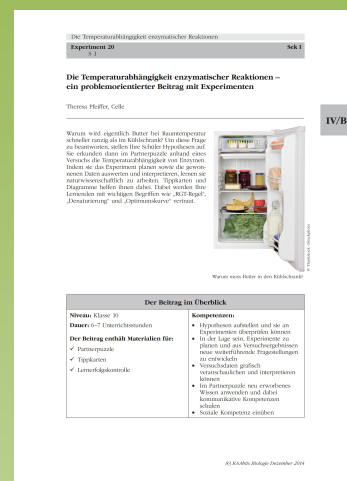 Die Temperaturabhängigkeit enzymatischer Reaktionen
Experiment 20 Sek I
S 1
Die Temperaturabhängigkeit enzymatischer Reaktionen –
ein problemorientierter Beitrag mit Experimenten
Theresa Pfeiffer, Celle
IV/B
Warum wird eigentlich Butter bei Raumtemperatur
schneller ranzig als im Kühlschrank? Um diese Frage
zu beantworten, stellen Ihre Schüler Hypothesen auf.
Sie erkunden dann im Partnerpuzzle anhand eines
Versuchs die Temperaturabhängigkeit von Enzymen.
Indem sie das Experiment planen sowie die gewon-
nenen Daten auswerten und interpretieren, lernen sie
naturwissenschaftlich zu arbeiten. Tippkarten und
Diagramme helfen ihnen dabei. Dabei werden Ihre
Lernenden mit wichtigen Begriffen wie „RGT-Regel",
„Denaturierung" und „Optimumskurve" vertraut.
Warum muss Butter in den Kühlschrank?
Der Beitrag im Überblick
Niveau: Klasse 10
Dauer: 6–7 Unterrichtsstunden
Der Beitrag enthält Materialien für:
✓ Partnerpuzzle
✓ Tippkarten
✓ Lernerfolgskontrolle
Kompetenzen:
• Hypothesen aufstellen und sie an
Experimenten überprüfen können
• In der Lage sein, Experimente zu
planen und aus Versuchsergebnissen
neue weiterführende Fragestellungen
zu entwickeln
• Versuchsdaten grafisch
veranschaulichen und interpretieren
können
• Im Partnerpuzzle neu erworbenes
Wissen anwenden und dabei
kommunikative Kompetenzen
schulen
• Soziale Kompetenz einüben
83 RAAbits Biologie Dezember 2014